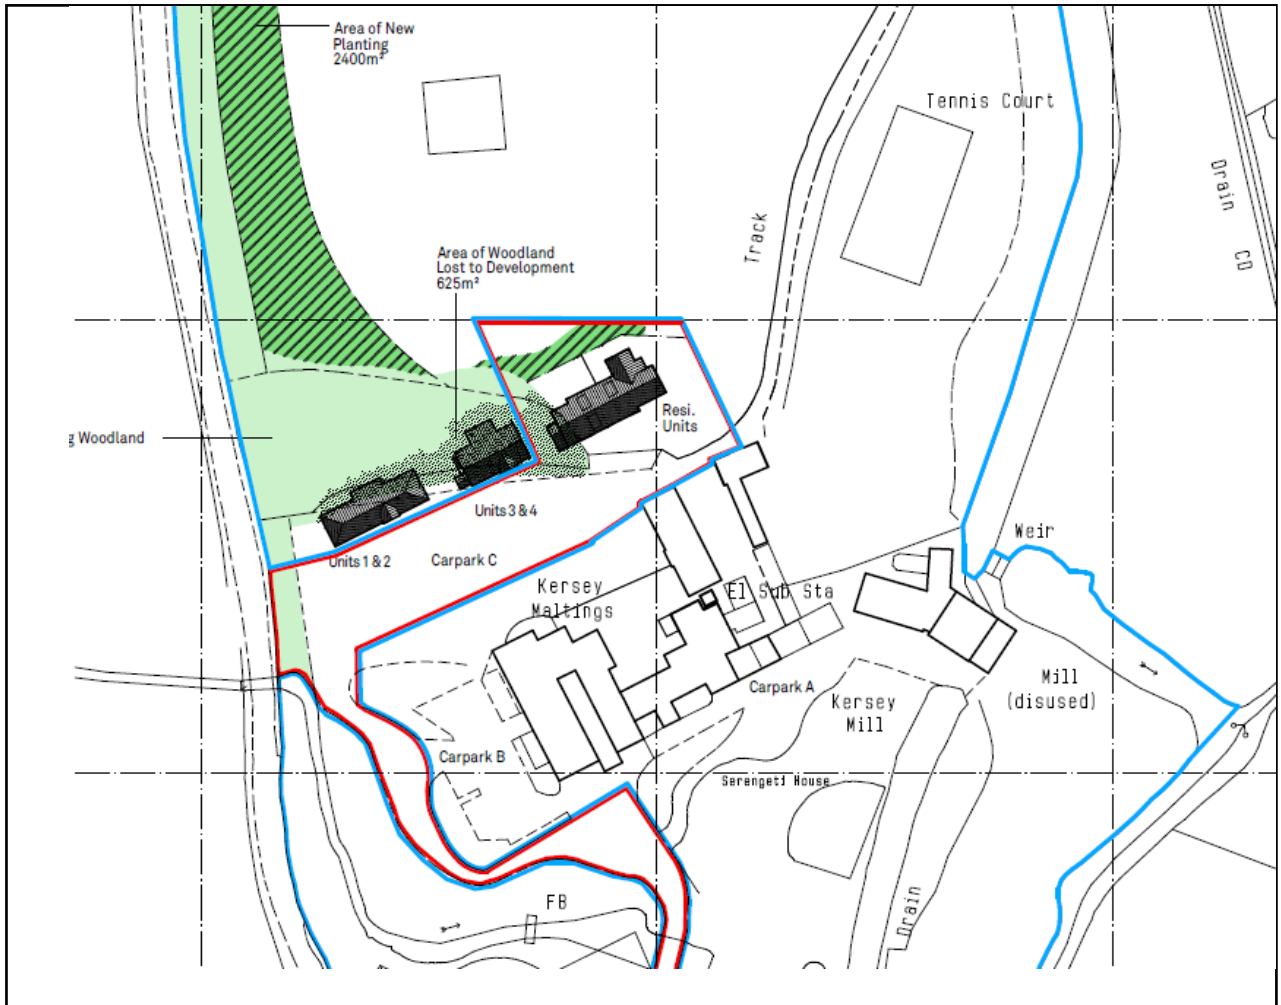 Area of New
Planting
2400m²
Tennis Court
Drain
CD
Track
Area of Woodland
Lost to Development
625m²
Resi.
Units
g Woodland
Units 3 & 4
Units 1 & 2
Carpark C
Weir
Kersey
Maltings
El Sub Sta
Carpark A
Mill
(disused)
Kersey
Mill
Carpark B
Serengeti House
FB
Drain